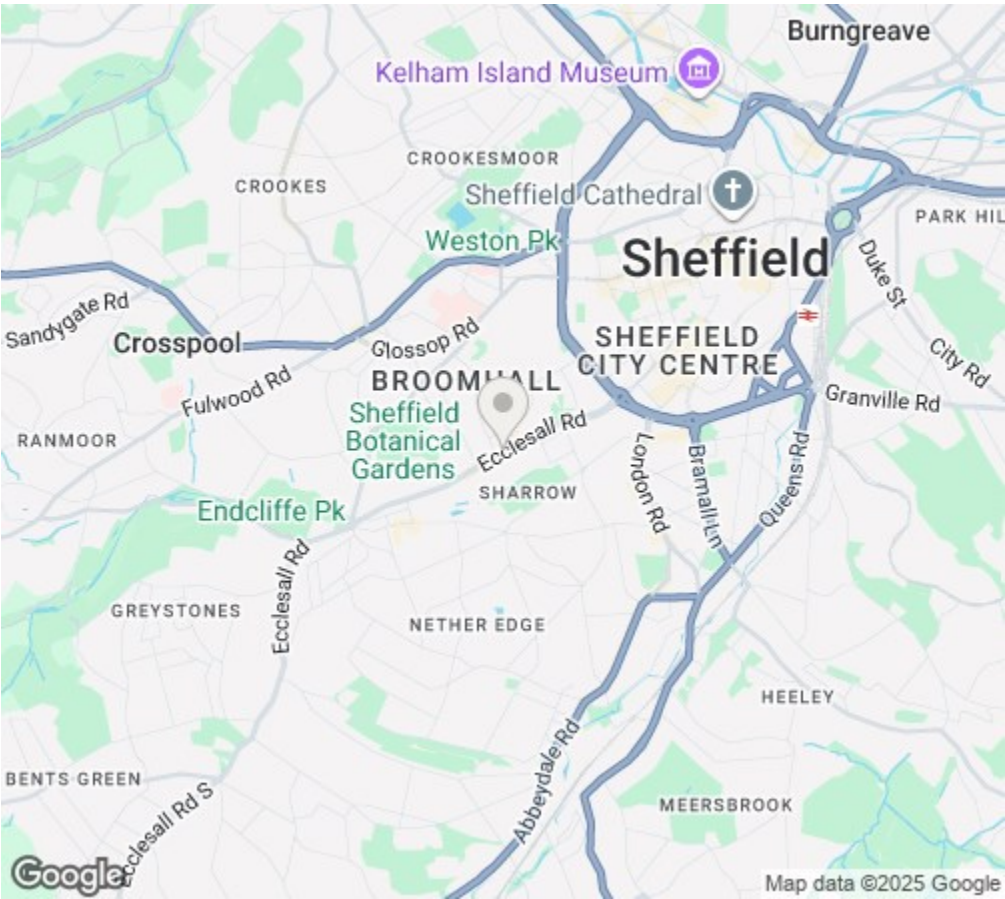 Burngreave
Kelham Island Museum
CROOKESMOOR
CROOKES
Sheffield Cathedral
PARK HIL
Weston Pk
Sheffield
Duke St
Sandygate Rd
Crosspool
Glossop Rd
SHEFFIELD
CITY CENTRE
City Rd
Fulwood Rd
BROOMHALL
Granville Rd
Sheffield
Botanical
Gardens
Ecclesall Rd
RANMOOR
London Rd
Bramall Ln
Queens Rd
SHARROW
Endcliffe Pk
Ecclesall Rd
GREYSTONES
NETHER EDGE
HEELEY
BENTS GREEN
Ecclesall Rd S
Abbeydale Rd
MEERSBROOK
Google
Map data ©2025 Google